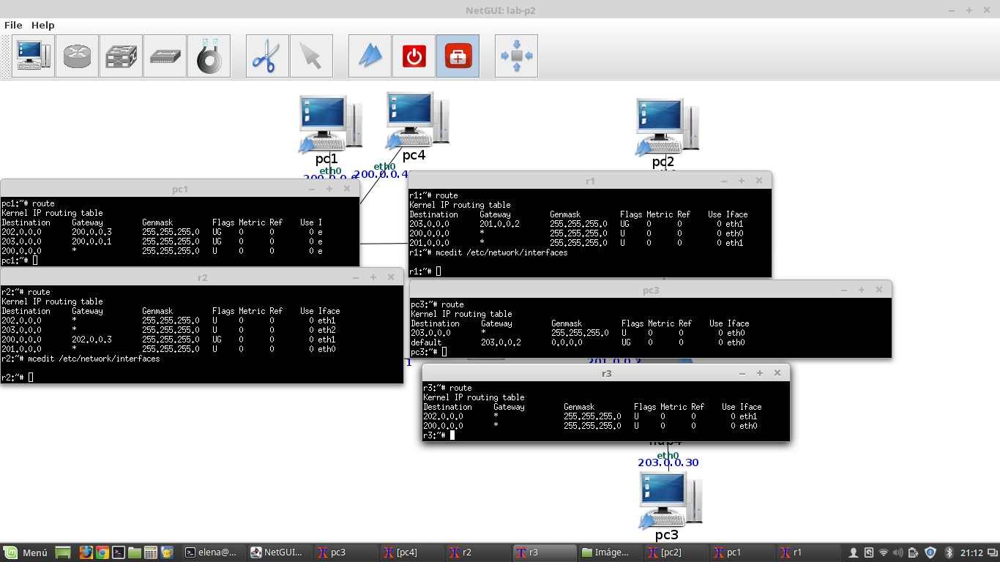 NetGUI: lab-p2
File Help
pc1
pc4
pc2
eth0
eth0
200.0.0.4
pc1
pc1:~# route
Kernel IP routing table
Destination Gateway Genmask Flags Metric Ref Use I
202.0.0.0 200.0.0.3 255.255.255.0 UG 0 0 0 e
203.0.0.0 200.0.0.1 255.255.255.0 UG 0 0 0 e
200.0.0.0 * 255.255.255.0 U 0 0 0 e
pc1:~#
r1
r1:~# route
Kernel IP routing table
Destination Gateway Genmask Flags Metric Ref Use Iface
203.0.0.0 201.0.0.2 255.255.255.0 UG 0 0 0 eth1
200.0.0.0 * 255.255.255.0 U 0 0 0 eth0
201.0.0.0 * 255.255.255.0 U 0 0 0 eth1
r1:~# mcedit /etc/network/interfaces
r1:~#
r2
r2:~# route
Kernel IP routing table
Destination Gateway Genmask Flags Metric Ref Use Iface
202.0.0.0 * 255.255.255.0 U 0 0 0 eth1
203.0.0.0 * 255.255.255.0 U 0 0 0 eth2
200.0.0.0 202.0.0.3 255.255.255.0 UG 0 0 0 eth1
201.0.0.0 * 255.255.255.0 U 0 0 0 eth0
r2:~# mcedit /etc/network/interfaces
r2:~#
pc3
pc3:~# route
Kernel IP routing table
Destination Gateway Genmask Flags Metric Ref Use Iface
203.0.0.0 * 255.255.255.0 U 0 0 0 eth0
default 203.0.0.2 0.0.0.0 UG 0 0 0 eth0
pc3:~#
1
r3
r3:~# route
Kernel IP routing table
Destination Gateway Genmask Flags Metric Ref Use Iface
202.0.0.0 * 255.255.255.0 U 0 0 0 eth1
200.0.0.0 * 255.255.255.0 U 0 0 0 eth0
r3:~#
eth0
203.0.0.30
pc3
Menú elena@... NetGUI... pc3 [pc4] r2 r3 Imáge... [pc2] pc1 r1 21:12